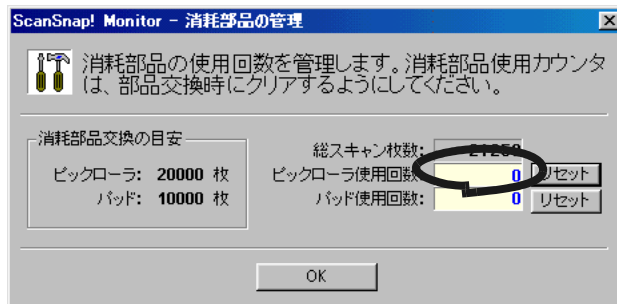 ScanSnap! Monitor - 消耗部品の管理
消耗部品の使用回数を管理します。消耗部品使用カウンタ
は、部品交換時にクリアするようにしてください。
消耗部品交換の目安
ピックローラ: 20000 枚
パッド: 10000 枚
総スキャン枚数: 21250
ピックローラ使用回数: 0 リセット
パッド使用回数: 0 リセット
OK